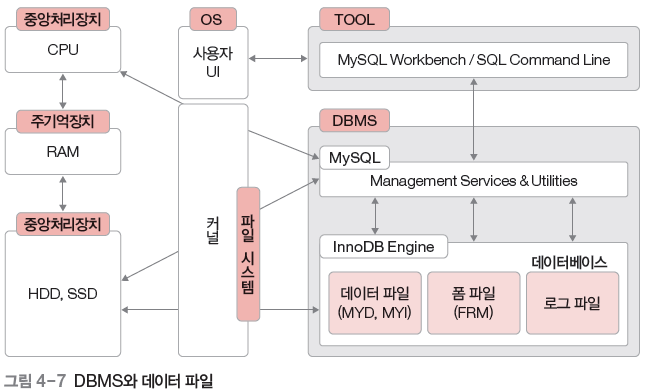 중앙처리장치
CPU
주기억장치
RAM
중앙처리장치
HDD, SSD
OS
사용자
UI
커널
파일 시스템
TOOL
MySQL Workbench / SQL Command Line
DBMS
MySQL
Management Services & Utilities
InnoDB Engine
데이터베이스
데이터 파일
(MYD, MYI)
폼 파일
(FRM)
로그 파일
그림 4-7 DBMS와 데이터 파일